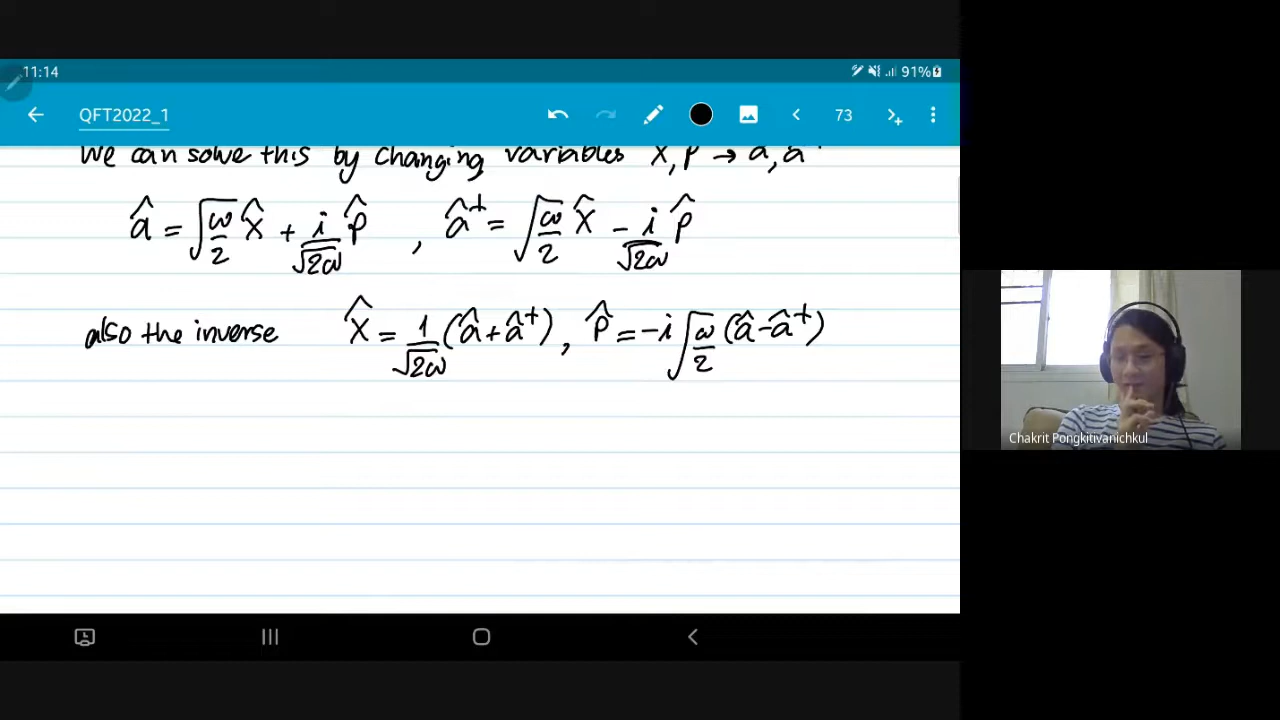 11:14 91%
QFT2022_1 73
We can solve this by changing variables X, P → a, a†
â = √(ω/2) X̂ + i/√(2ω) P̂ , â† = √(ω/2) X̂ − i/√(2ω) P̂
also the inverse X̂ = 1/√(2ω) (â + â†), P̂ = −i √(ω/2) (â − â†)
Chakrit Pongkitivanichkul